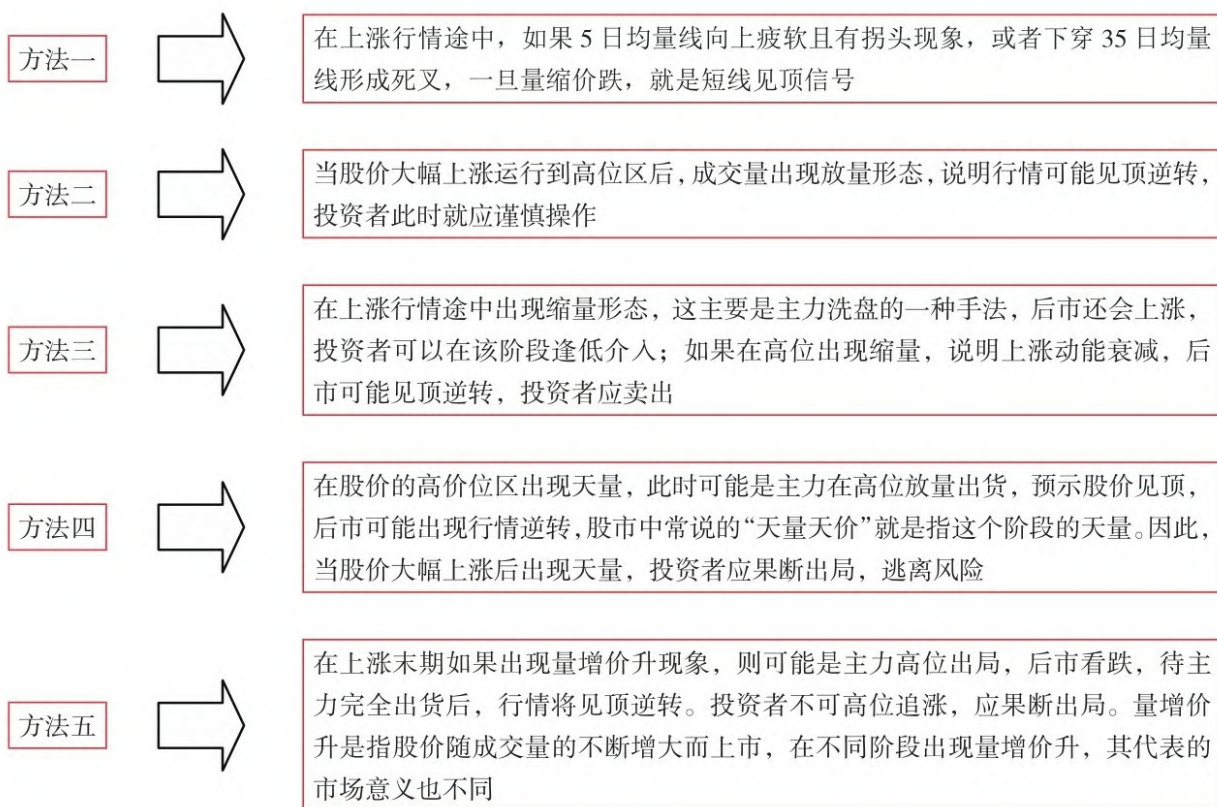 方法一
在上涨行情途中，如果 5 日均量线向上疲软且有拐头现象，或者下穿 35 日均量
线形成死叉，一旦量缩价跌，就是短线见顶信号
方法二
当股价大幅上涨运行到高位区后，成交量出现放量形态，说明行情可能见顶逆转，
投资者此时就应谨慎操作
方法三
在上涨行情途中出现缩量形态，这主要是主力洗盘的一种手法，后市还会上涨，
投资者可以在该阶段逢低介入；如果在高位出现缩量，说明上涨动能衰减，后
市可能见顶逆转，投资者应卖出
方法四
在股价的高价位区出现天量，此时可能是主力在高位放量出货，预示股价见顶，
后市可能出现行情逆转，股市中常说的“天量天价”就是指这个阶段的天量。因此，
当股价大幅上涨后出现天量，投资者应果断出局，逃离风险
方法五
在上涨末期如果出现量增价升现象，则可能是主力高位出局，后市看跌，待主
力完全出货后，行情将见顶逆转。投资者不可高位追涨，应果断出局。量增价
升是指股价随成交量的不断增大而上市，在不同阶段出现量增价升，其代表的
市场意义也不同